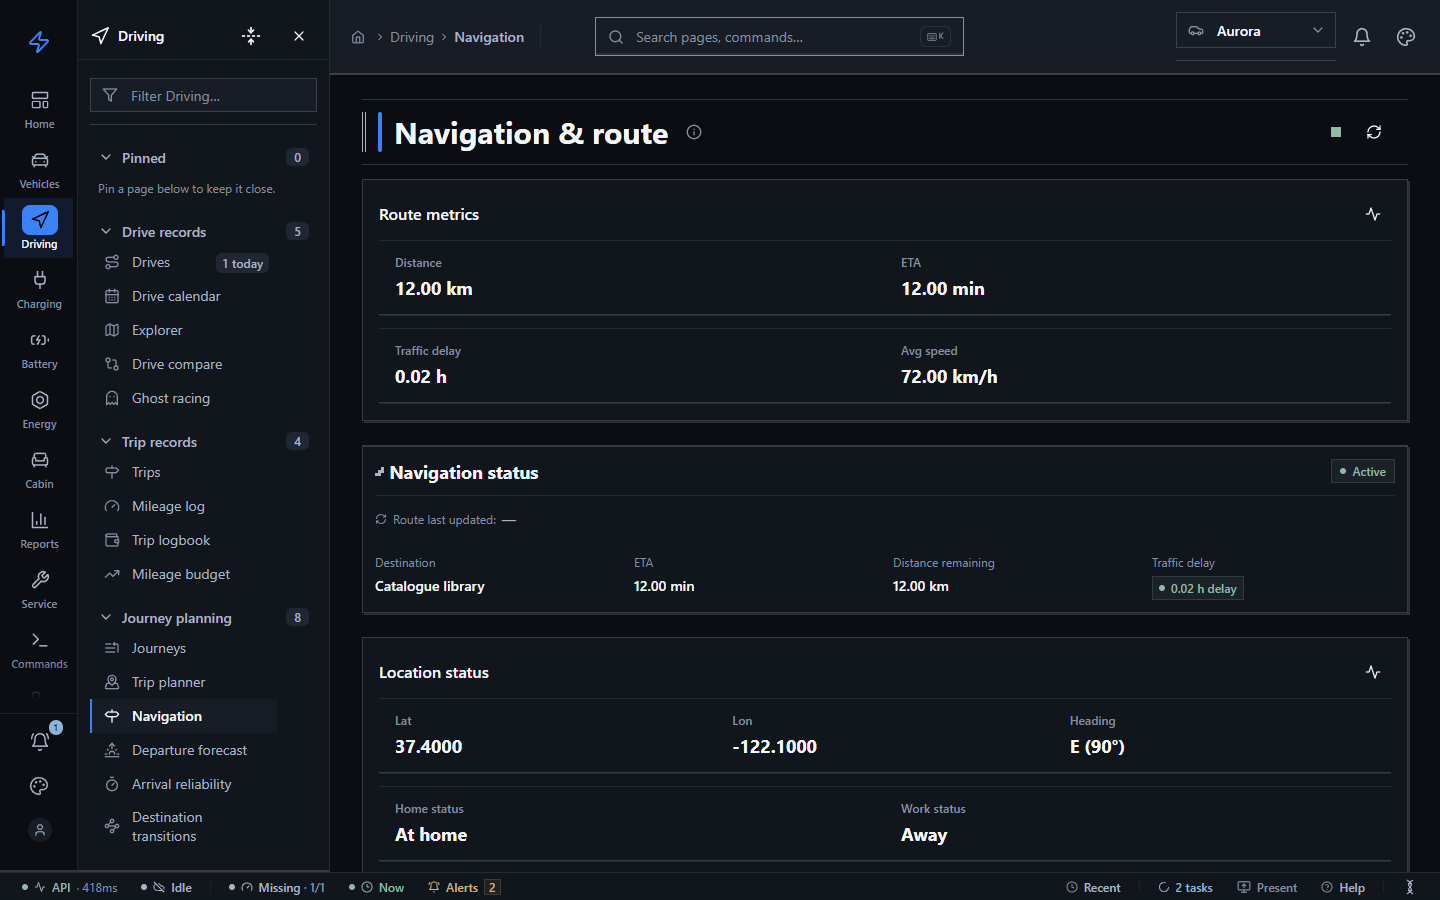 Home
Vehicles
Driving
Charging
Battery
Energy
Cabin
Reports
Service
Commands
1
Driving
Filter Driving...
Pinned 0
Pin a page below to keep it close.
Drive records 5
Drives 1 today
Drive calendar
Explorer
Drive compare
Ghost racing
Trip records 4
Trips
Mileage log
Trip logbook
Mileage budget
Journey planning 8
Journeys
Trip planner
Navigation
Departure forecast
Arrival reliability
Destination
transitions
Driving › Navigation
Search pages, commands... K
Aurora
Navigation & route
Route metrics
Distance ETA
12.00 km 12.00 min
Traffic delay Avg speed
0.02 h 72.00 km/h
Navigation status Active
Route last updated: —
Destination ETA Distance remaining Traffic delay
Catalogue library 12.00 min 12.00 km 0.02 h delay
Location status
Lat Lon Heading
37.4000 -122.1000 E (90°)
Home status Work status
At home Away
API · 418ms Idle Missing · 1/1 Now Alerts 2 Recent 2 tasks Present Help